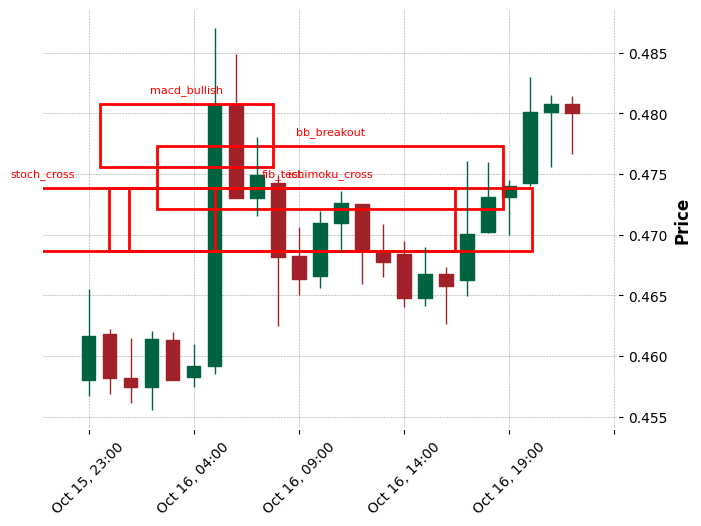 macd_bullish
bb_breakout
stoch_cross
fib_test
ichimoku_cross
0.485
0.480
0.475
0.470
0.465
0.460
0.455
Price
Oct 15, 23:00
Oct 16, 04:00
Oct 16, 09:00
Oct 16, 14:00
Oct 16, 19:00